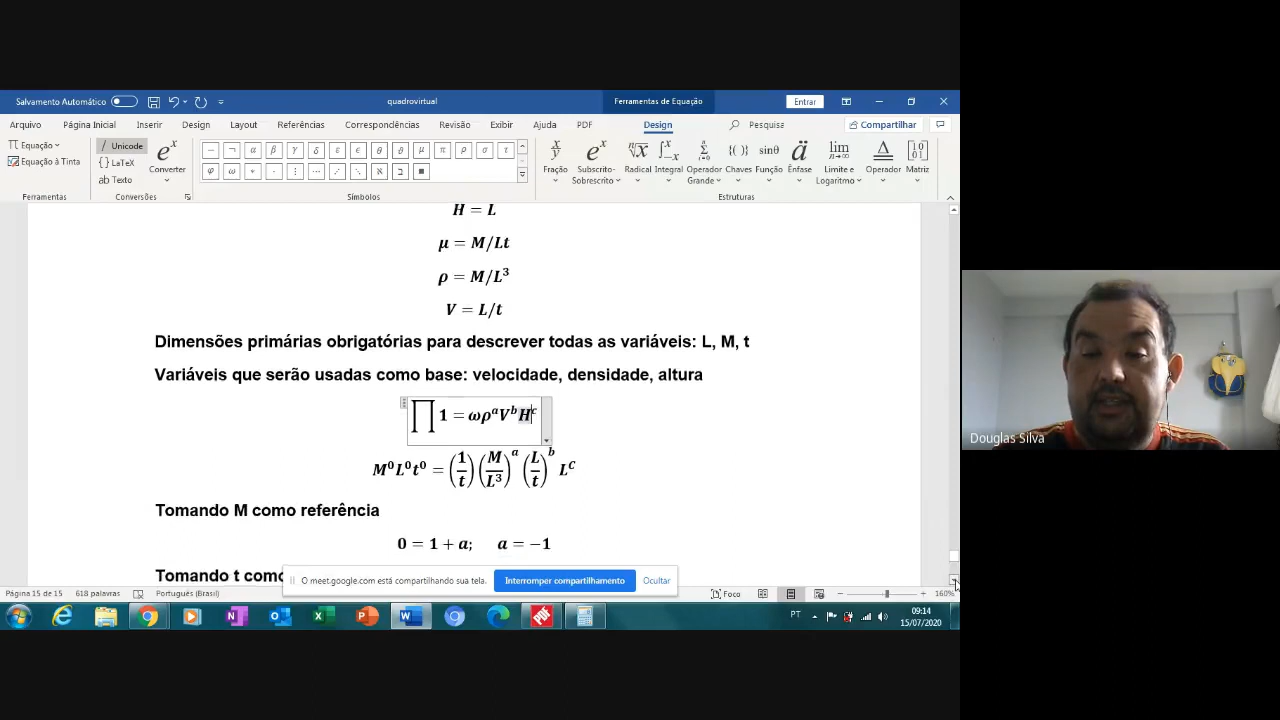 Salvamento Automático quadrovirtual Ferramentas de Equação Entrar
Arquivo Página Inicial Inserir Design Layout Referências Correspondências Revisão Exibir Ajuda PDF Design Pesquisa Compartilhar
Equação Unicode
Equação à Tinta LaTeX Converter
ab Texto
Fração Subscrito-Sobrescrito Radical Integral Operador Grande Chaves Função Ênfase Limite e Logaritmo Operador Matriz
Ferramentas Conversões Símbolos Estruturas
H = L
μ = M/Lt
ρ = M/L³
V = L/t
Dimensões primárias obrigatórias para descrever todas as variáveis: L, M, t
Variáveis que serão usadas como base: velocidade, densidade, altura
∏ 1 = ωρᵃVᵇHᶜ
M⁰L⁰t⁰ = (1/t)(M/L³)^a (L/t)^b L^C
Tomando M como referência
0 = 1 + a; a = −1
Tomando t como
O meet.google.com está compartilhando sua tela. Interromper compartilhamento Ocultar
Página 15 de 15 618 palavras Português (Brasil) Foco 160%
PT 09:14
15/07/2020
Douglas Silva